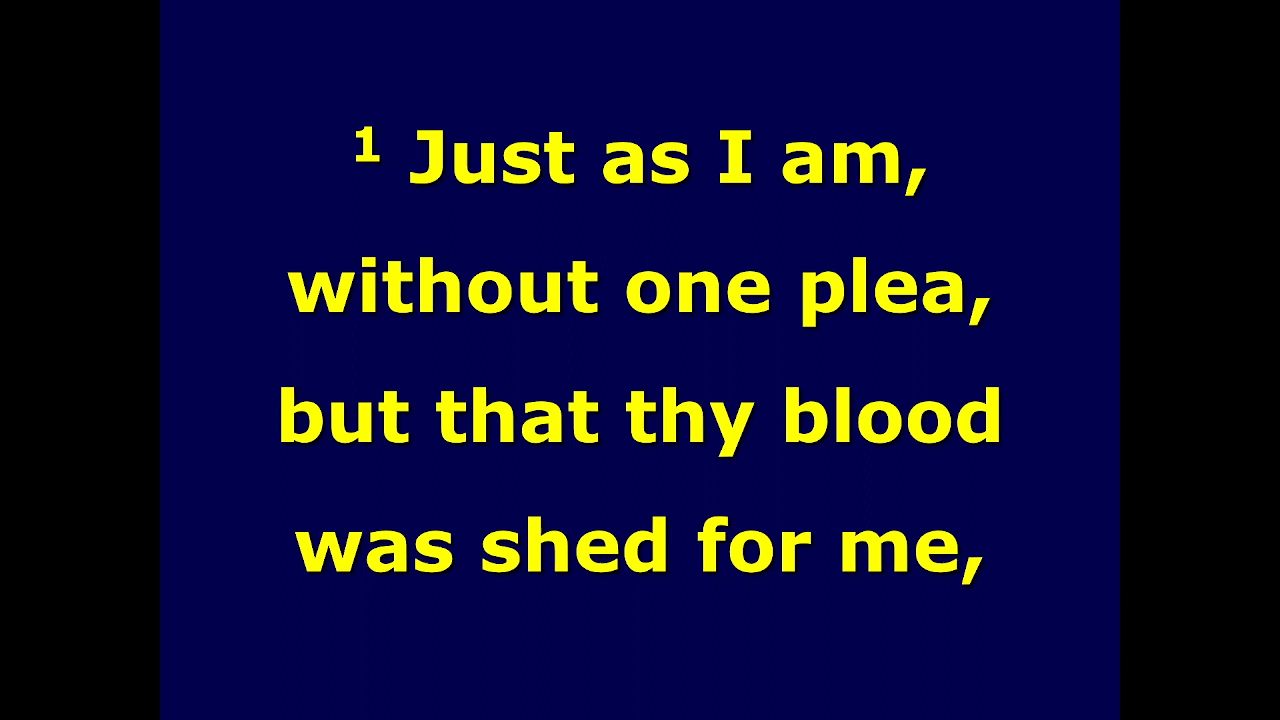 ¹ Just as I am,
without one plea,
but that thy blood
was shed for me,